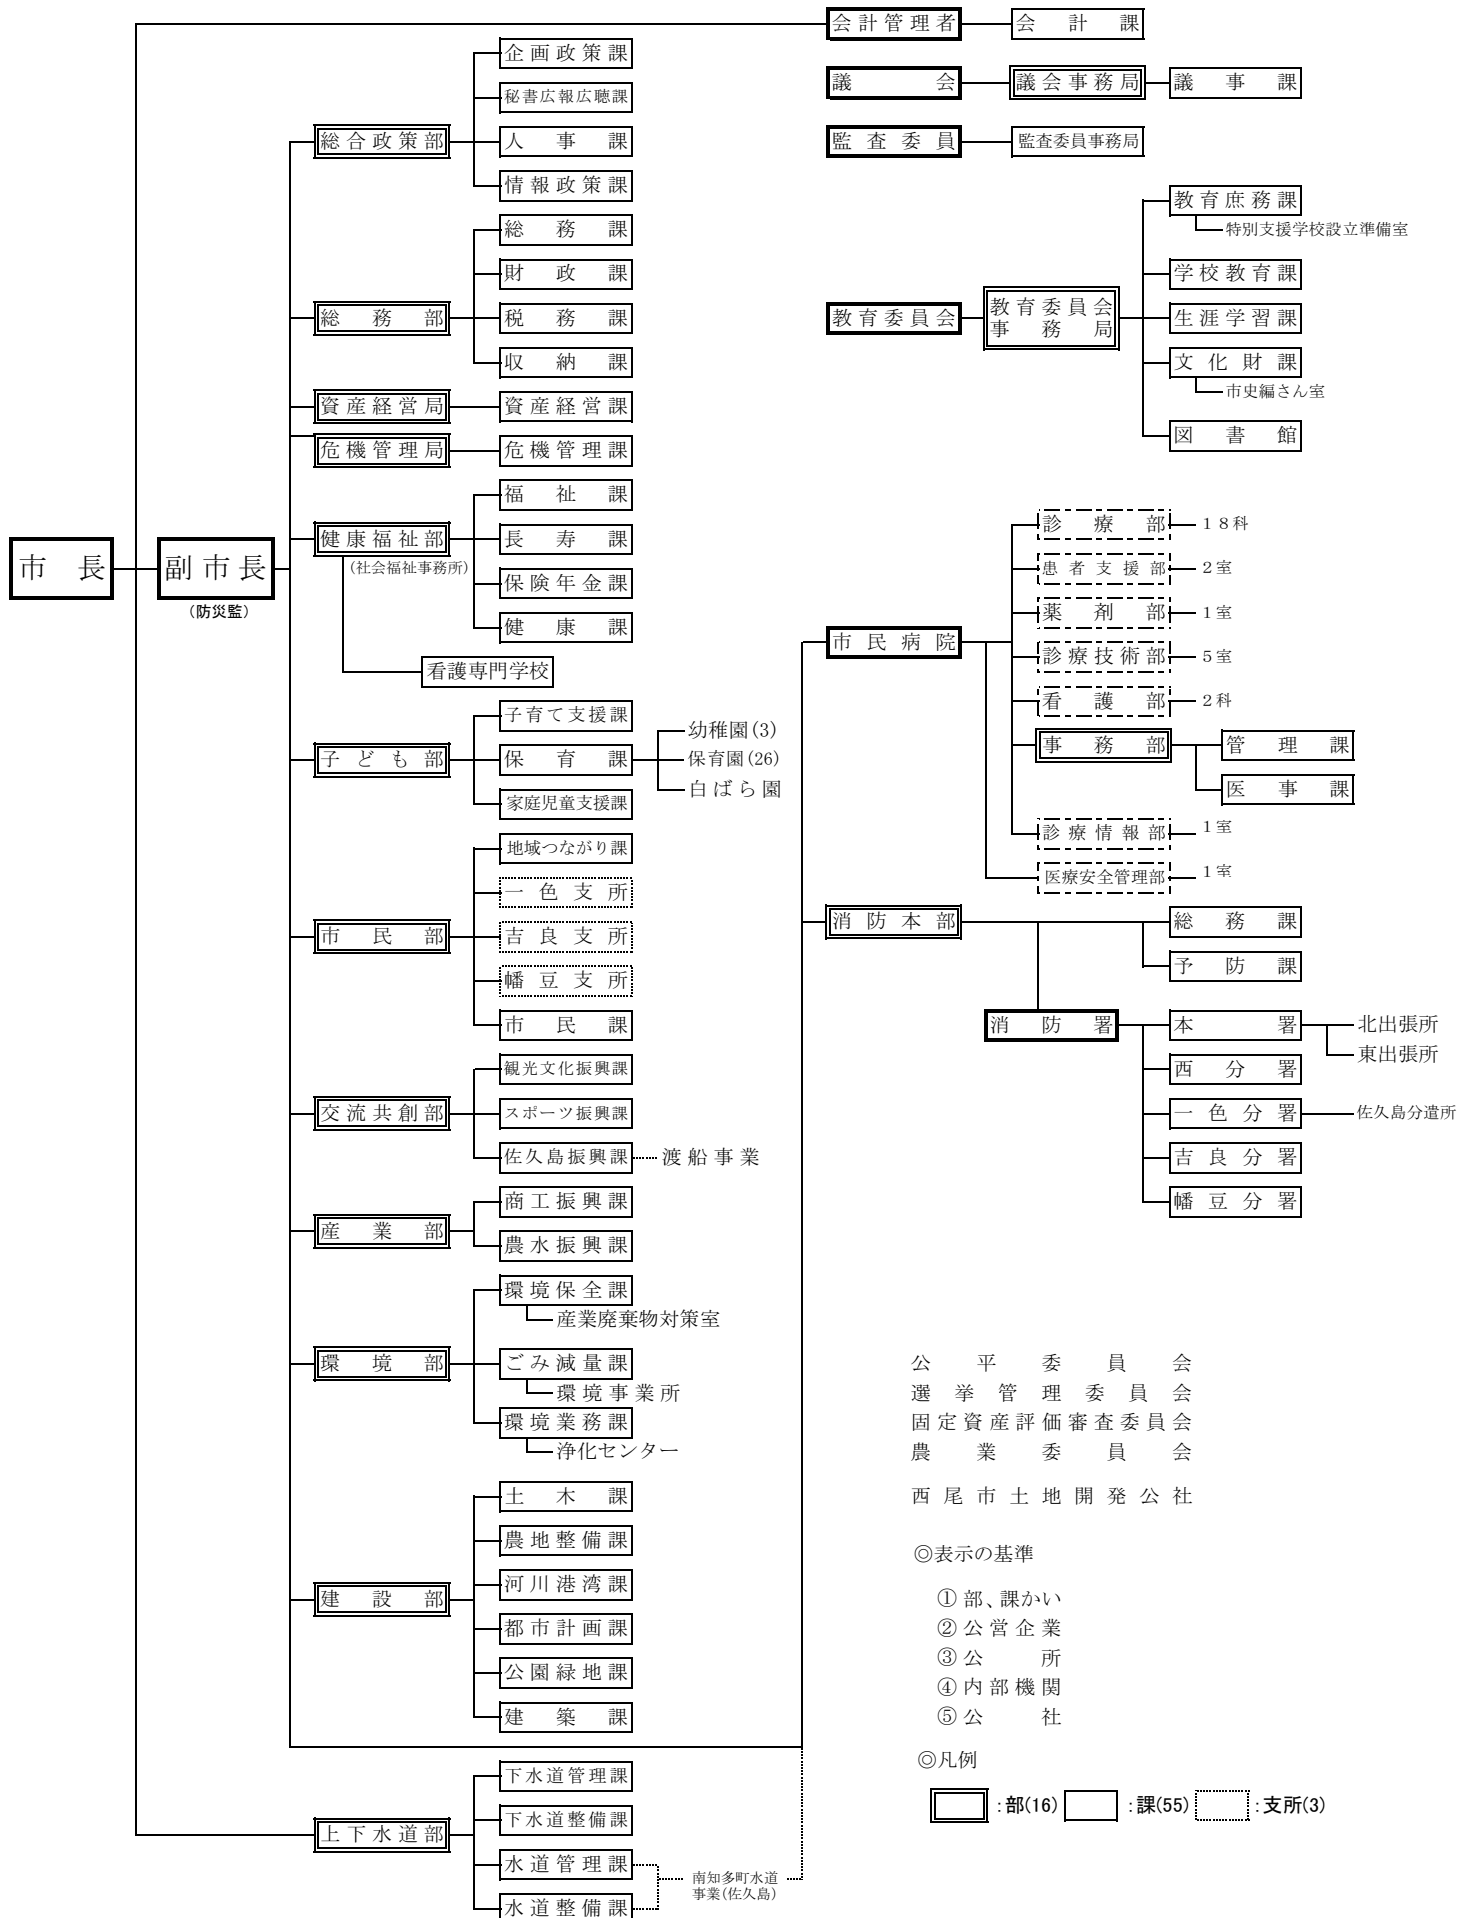 会計管理者
会計課
企画政策課
議会
議会事務局
議事課
秘書広報広聴課
総合政策部
人事課
監査委員
監査委員事務局
情報政策課
教育庶務課
特別支援学校設立準備室
総務課
財政課
学校教育課
総務部
税務課
教育委員会
教育委員会
事務局
生涯学習課
収納課
文化財課
市史編さん室
資産経営局
資産経営課
図書館
危機管理局
危機管理課
福祉課
診療部
18科
健康福祉部
(社会福祉事務所)
長寿課
市長
副市長
(防災監)
保険年金課
患者支援部
2室
健康課
薬剤部
1室
市民病院
看護専門学校
診療技術部
5室
子育て支援課
看護部
2科
子ども部
保育課
幼稚園(3)
保育園(26)
白ばら園
事務部
管理課
医事課
家庭児童支援課
診療情報部
1室
地域つながり課
医療安全管理部
1室
一色支所
市民部
吉良支所
幡豆支所
市民課
消防本部
総務課
予防課
消防署
本署
北出張所
東出張所
西分署
一色分署
佐久島分遣所
吉良分署
幡豆分署
観光文化振興課
交流共創部
スポーツ振興課
佐久島振興課
渡船事業
商工振興課
産業部
農水振興課
環境保全課
産業廃棄物対策室
環境部
ごみ減量課
環境事業所
環境業務課
浄化センター
土木課
農地整備課
河川港湾課
建設部
都市計画課
公園緑地課
建築課
下水道管理課
下水道整備課
上下水道部
水道管理課
水道整備課
南知多町水道
事業(佐久島)
公平委員会
選挙管理委員会
固定資産評価審査委員会
農業委員会
西尾市土地開発公社
◎表示の基準
①部、課かい
②公営企業
③公所
④内部機関
⑤公社
◎凡例
：部(16)
：課(55)
：支所(3)